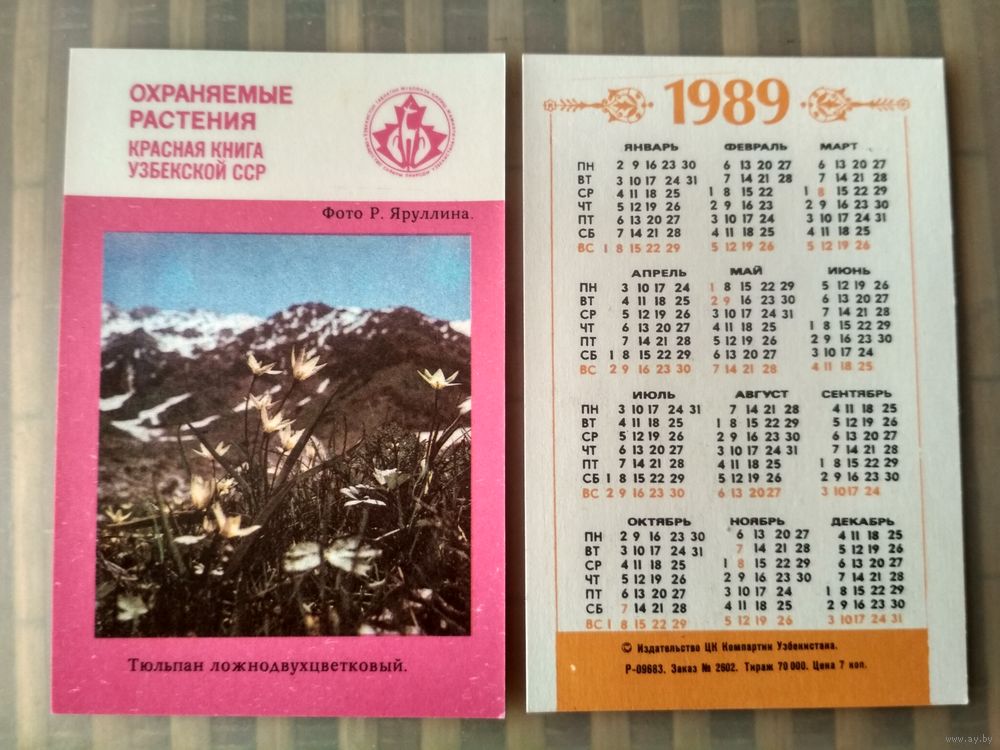 ОХРАНЯЕМЫЕ
РАСТЕНИЯ
КРАСНАЯ КНИГА
УЗБЕКСКОЙ ССР
Фото Р. Яруллина.
Тюльпан ложнодвухцветковый.
1989
ЯНВАРЬ ФЕВРАЛЬ МАРТ
ПН 2 9 16 23 30 6 13 20 27 6 13 20 27
ВТ 3 10 17 24 31 7 14 21 28 7 14 21 28
СР 4 11 18 25 1 8 15 22 1 8 15 22 29
ЧТ 5 12 19 26 2 9 16 23 2 9 16 23 30
ПТ 6 13 20 27 3 10 17 24 3 10 17 24 31
СБ 7 14 21 28 4 11 18 25 4 11 18 25
ВС 1 8 15 22 29 5 12 19 26 5 12 19 26
АПРЕЛЬ МАЙ ИЮНЬ
ПН 3 10 17 24 1 8 15 22 29 5 12 19 26
ВТ 4 11 18 25 2 9 16 23 30 6 13 20 27
СР 5 12 19 26 3 10 17 24 31 7 14 21 28
ЧТ 6 13 20 27 4 11 18 25 1 8 15 22 29
ПТ 7 14 21 28 5 12 19 26 2 9 16 23 30
СБ 1 8 15 22 29 6 13 20 27 3 10 17 24
ВС 2 9 16 23 30 7 14 21 28 4 11 18 25
ИЮЛЬ АВГУСТ СЕНТЯБРЬ
ПН 3 10 17 24 31 7 14 21 28 4 11 18 25
ВТ 4 11 18 25 1 8 15 22 29 5 12 19 26
СР 5 12 19 26 2 9 16 23 30 6 13 20 27
ЧТ 6 13 20 27 3 10 17 24 31 7 14 21 28
ПТ 7 14 21 28 4 11 18 25 1 8 15 22 29
СБ 1 8 15 22 29 5 12 19 26 2 9 16 23 30
ВС 2 9 16 23 30 6 13 20 27 3 10 17 24
ОКТЯБРЬ НОЯБРЬ ДЕКАБРЬ
ПН 2 9 16 23 30 6 13 20 27 4 11 18 25
ВТ 3 10 17 24 31 7 14 21 28 5 12 19 26
СР 4 11 18 25 1 8 15 22 29 6 13 20 27
ЧТ 5 12 19 26 2 9 16 23 30 7 14 21 28
ПТ 6 13 20 27 3 10 17 24 1 8 15 22 29
СБ 7 14 21 28 4 11 18 25 2 9 16 23 30
ВС 1 8 15 22 29 5 12 19 26 3 10 17 24 31
© Издательство ЦК Компартии Узбекистана.
Р-09683. Заказ № 2602. Тираж 70 000. Цена 7 коп.
www.ay.by